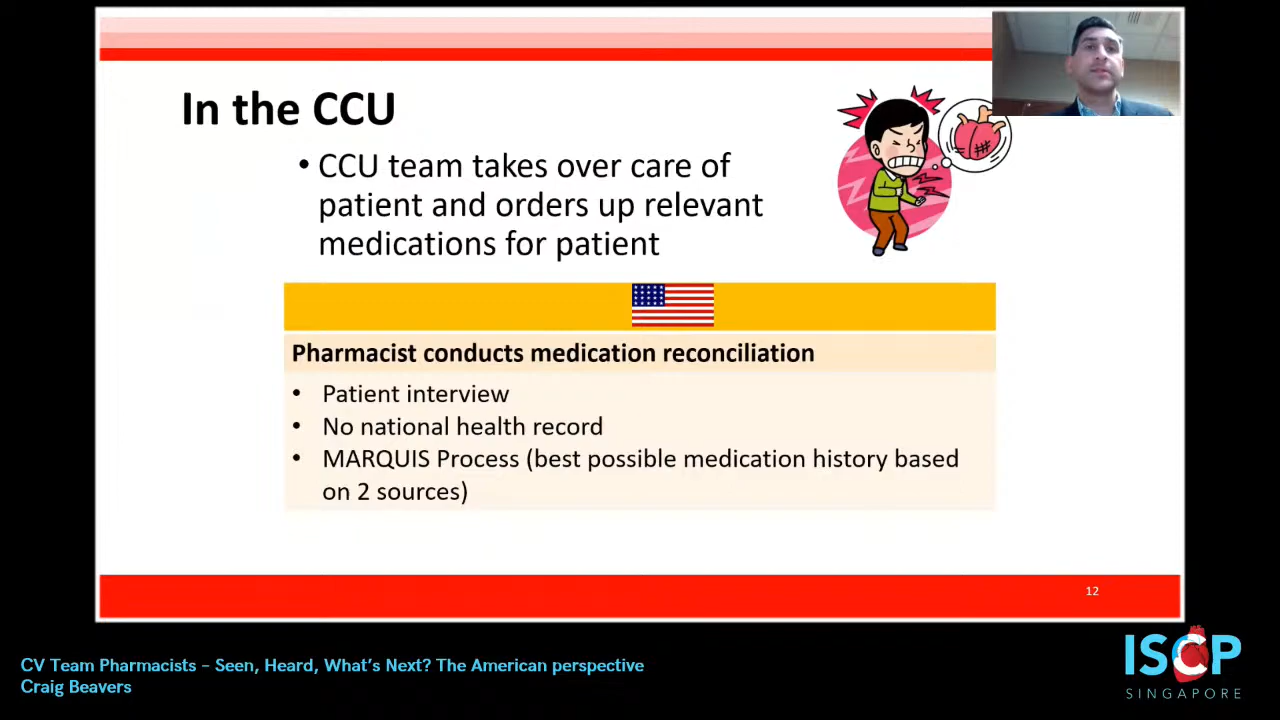 In the CCU
• CCU team takes over care of
patient and orders up relevant
medications for patient
Pharmacist conducts medication reconciliation
• Patient interview
• No national health record
• MARQUIS Process (best possible medication history based
on 2 sources)
12
CV Team Pharmacists – Seen, Heard, What's Next? The American perspective
Craig Beavers
ISCP
SINGAPORE